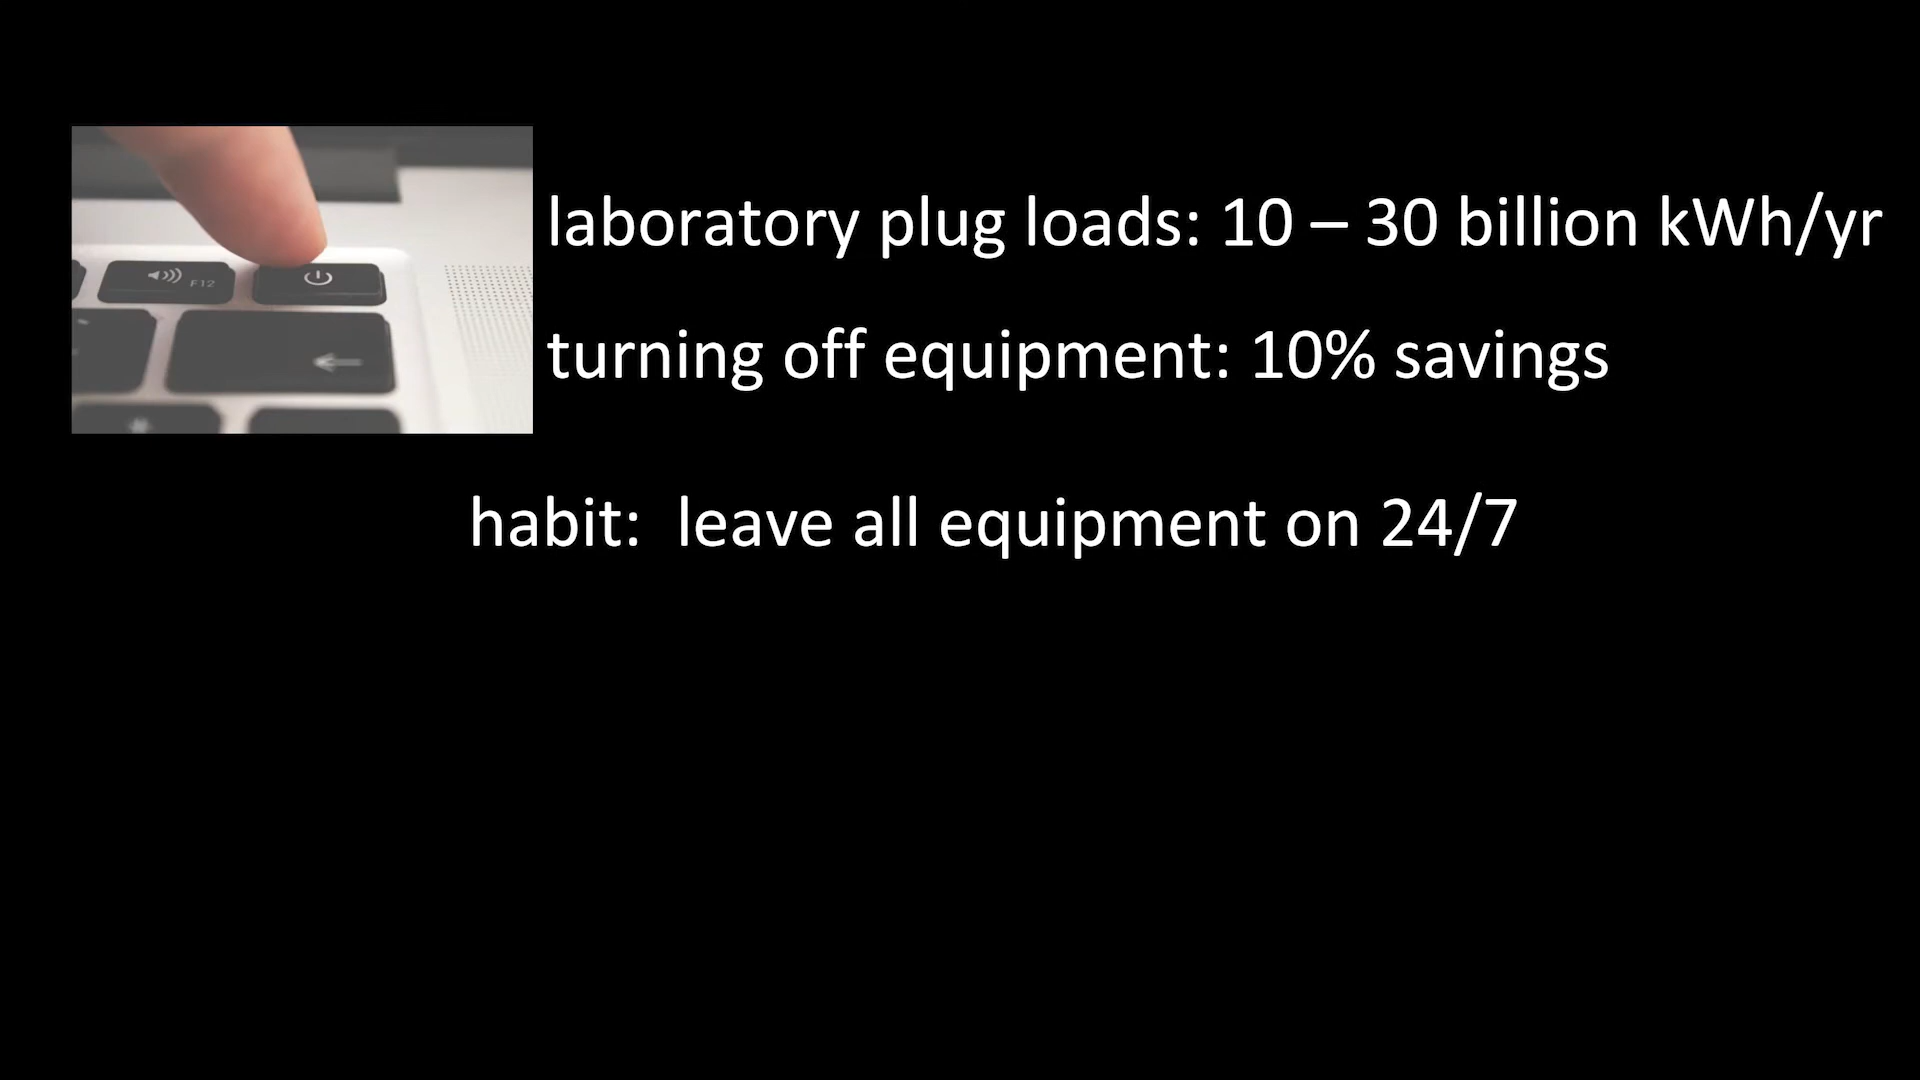 laboratory plug loads: 10 – 30 billion kWh/yr
turning off equipment: 10% savings
habit:  leave all equipment on 24/7
F12